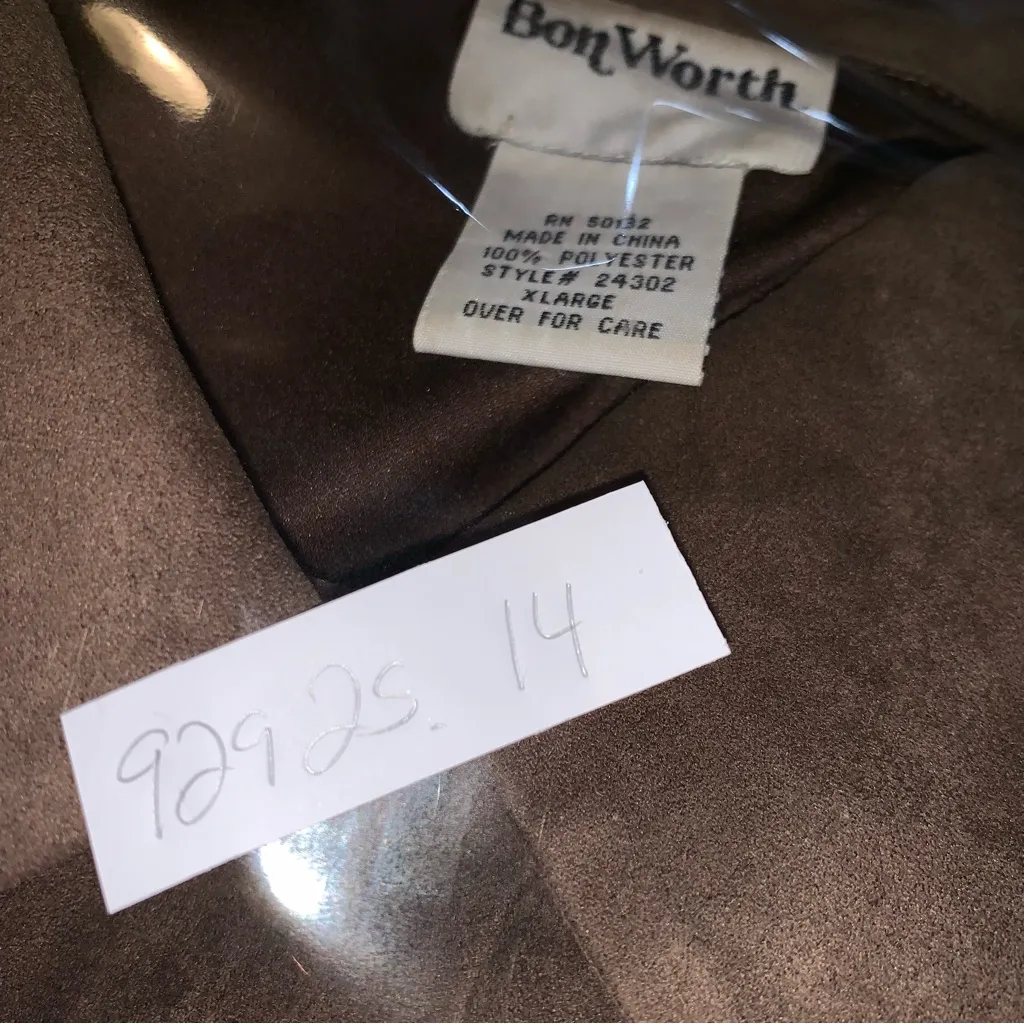 BonWorth
RN 50132
MADE IN CHINA
100% POLYESTER
STYLE# 24302
XLARGE
OVER FOR CARE
92925. 14